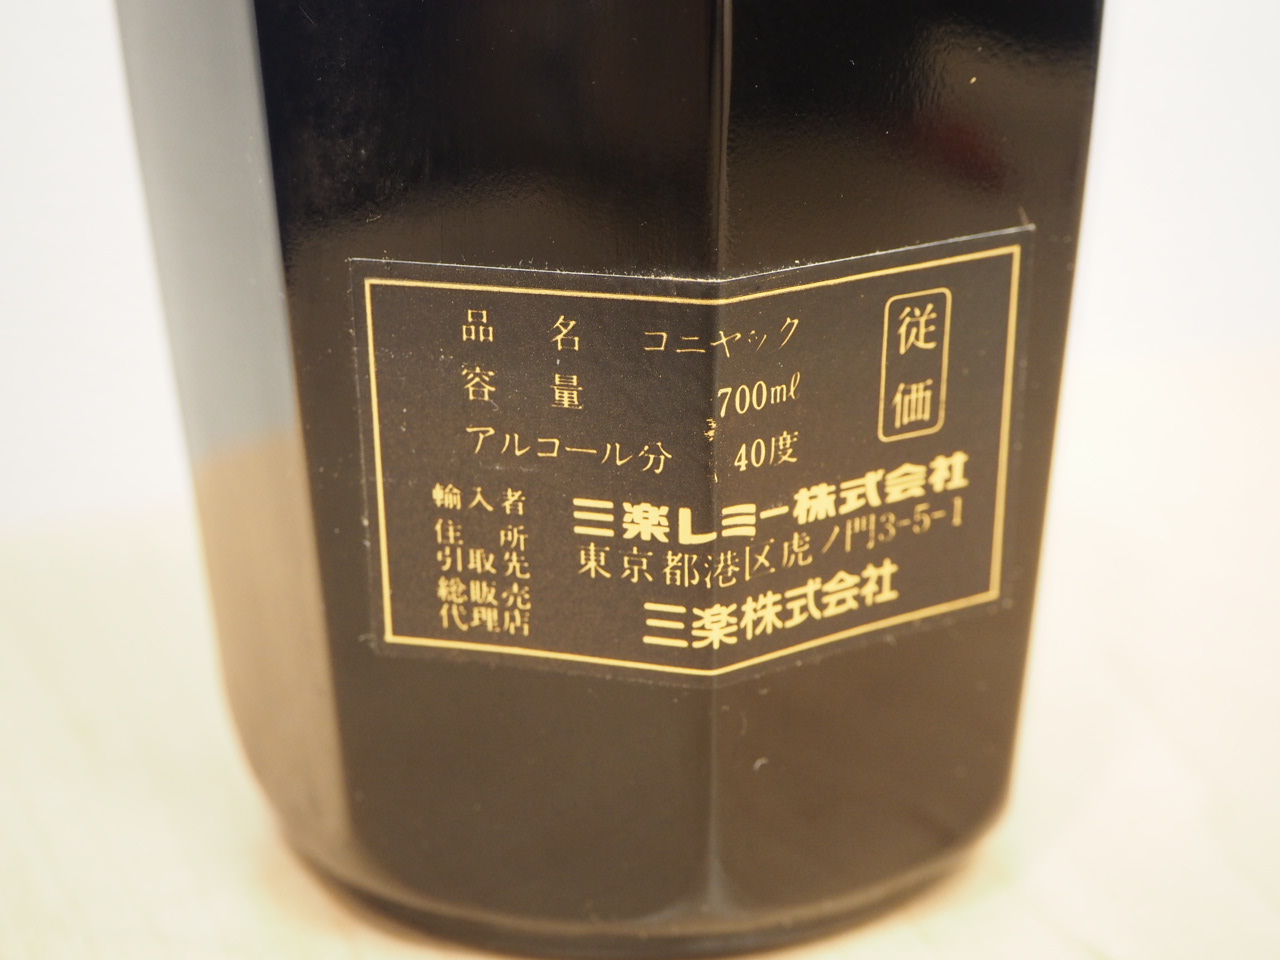 品名 コニヤック
容量 700ml
アルコール分 40度
従価
輸入者 三楽レミー株式会社
住所 東京都港区虎ノ門3-5-1
引取先
総販売代理店 三楽株式会社